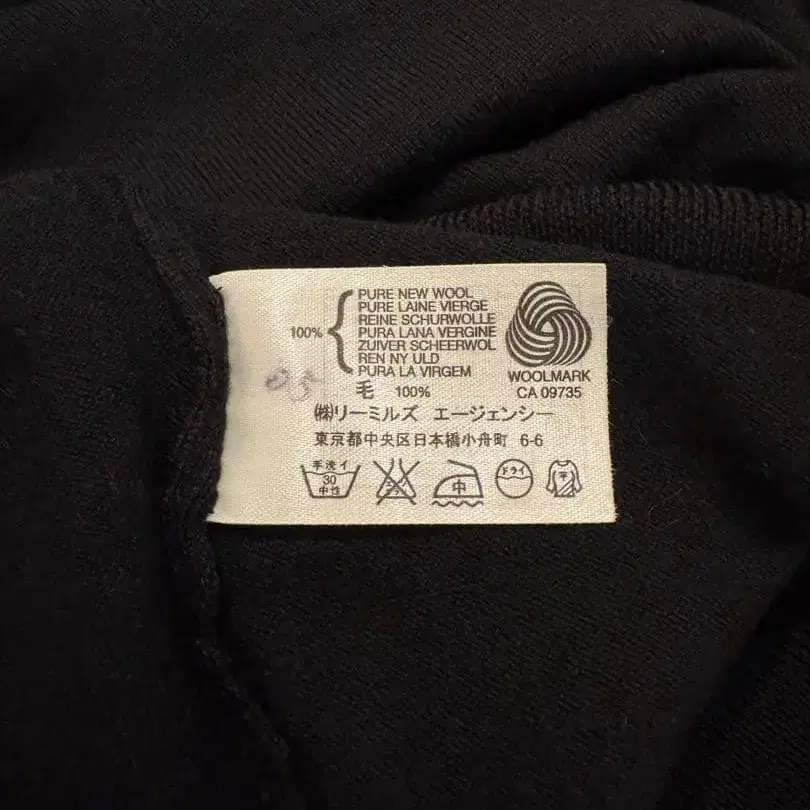 100%
PURE NEW WOOL
PURE LAINE VIERGE
REINE SCHURWOLLE
PURA LANA VERGINE
ZUIVER SCHEERWOL
REN NY ULD
PURA LA VIRGEM
毛 100%
WOOLMARK
CA 09735
05
㈱リーミルズ エージェンシー
東京都中央区日本橋小舟町 6-6
手洗イ
30
中性
中
ドライ
平